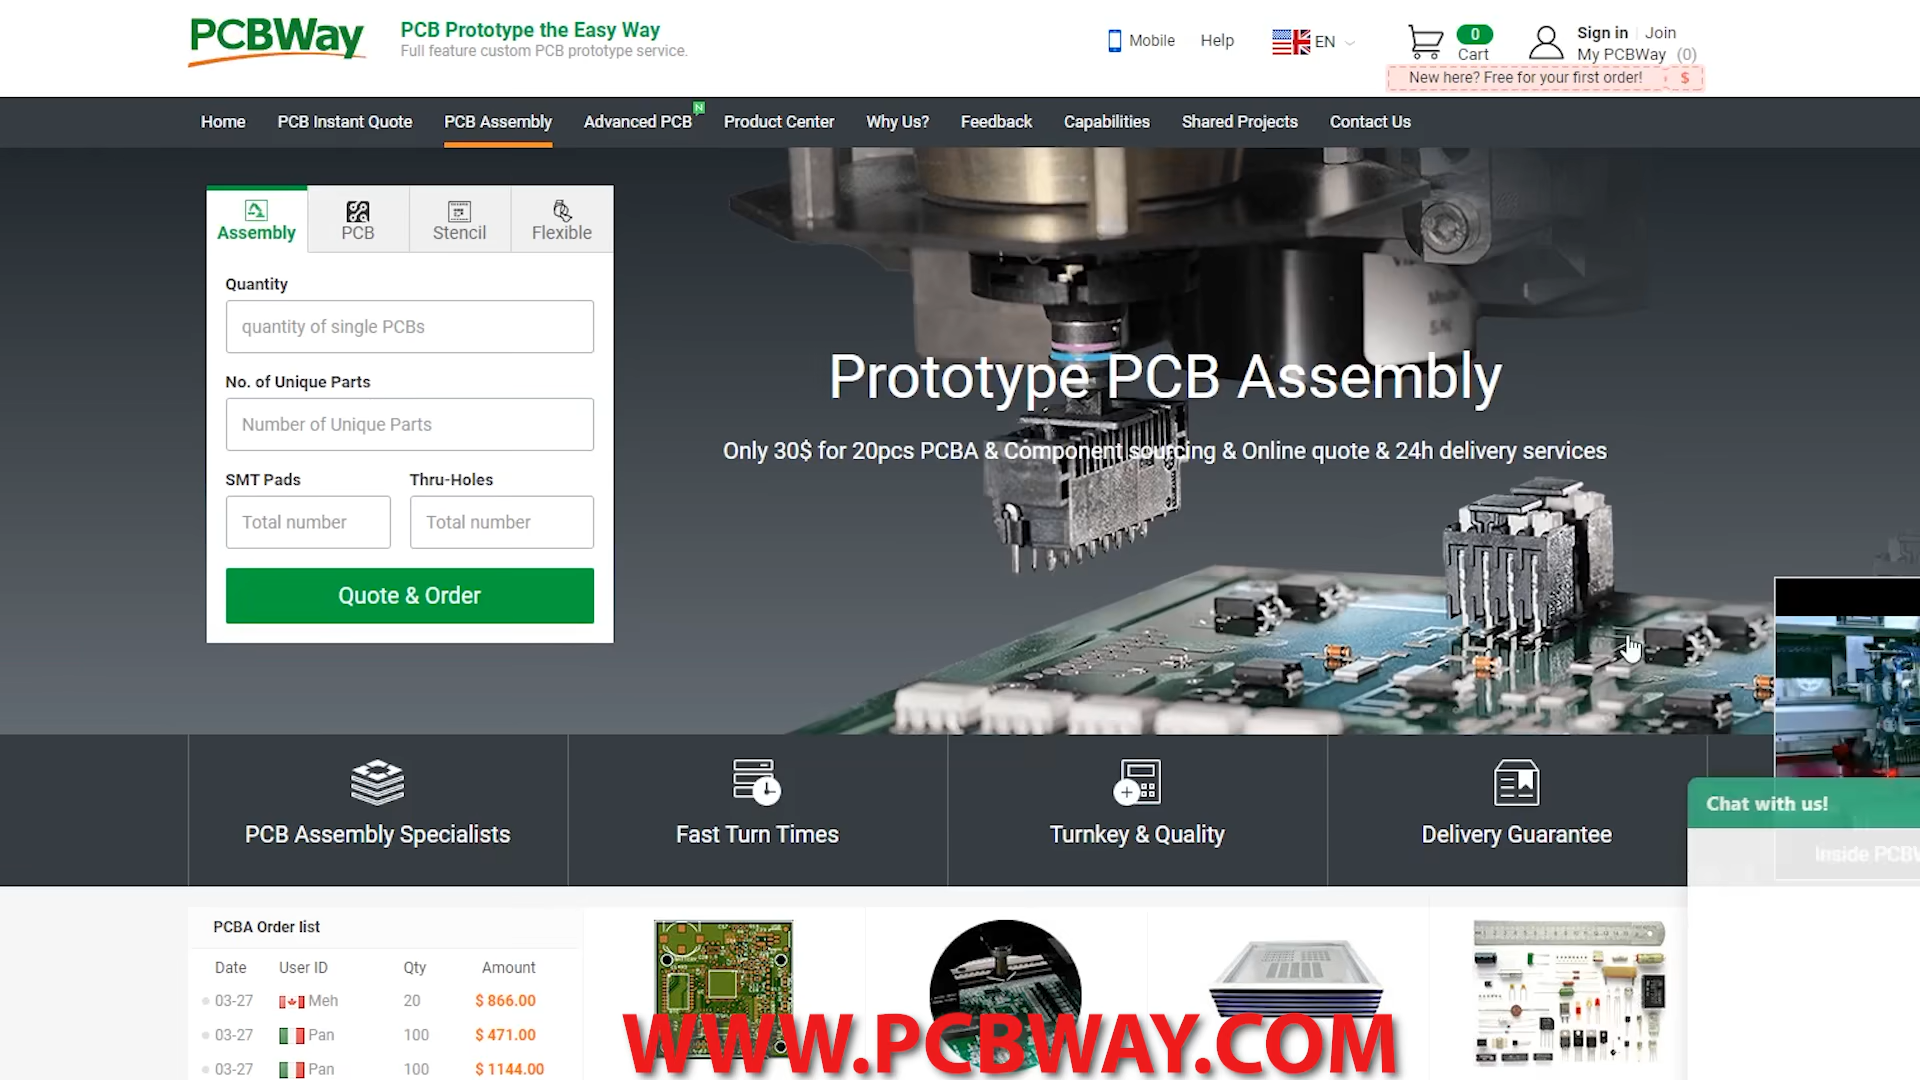 PCBWay
PCB Prototype the Easy Way
Full feature custom PCB prototype service.
Mobile
Help
EN
0
Cart
Sign in
Join
My PCBWay (0)
New here? Free for your first order!
$
Home
PCB Instant Quote
PCB Assembly
Advanced PCB
N
Product Center
Why Us?
Feedback
Capabilities
Shared Projects
Contact Us
Assembly
PCB
Stencil
Flexible
Quantity
quantity of single PCBs
No. of Unique Parts
Number of Unique Parts
SMT Pads
Thru-Holes
Total number
Total number
Quote & Order
Prototype PCB Assembly
Only 30$ for 20pcs PCBA & Component sourcing & Online quote & 24h delivery services
PCB Assembly Specialists
Fast Turn Times
Turnkey & Quality
Delivery Guarantee
Chat with us!
Inside
PCBA Order list
Date User ID Qty Amount
03-27 Meh 20 $ 866.00
03-27 Pan 100 $ 471.00
03-27 Pan 100 $ 1144.00
WWW.PCBWAY.COM